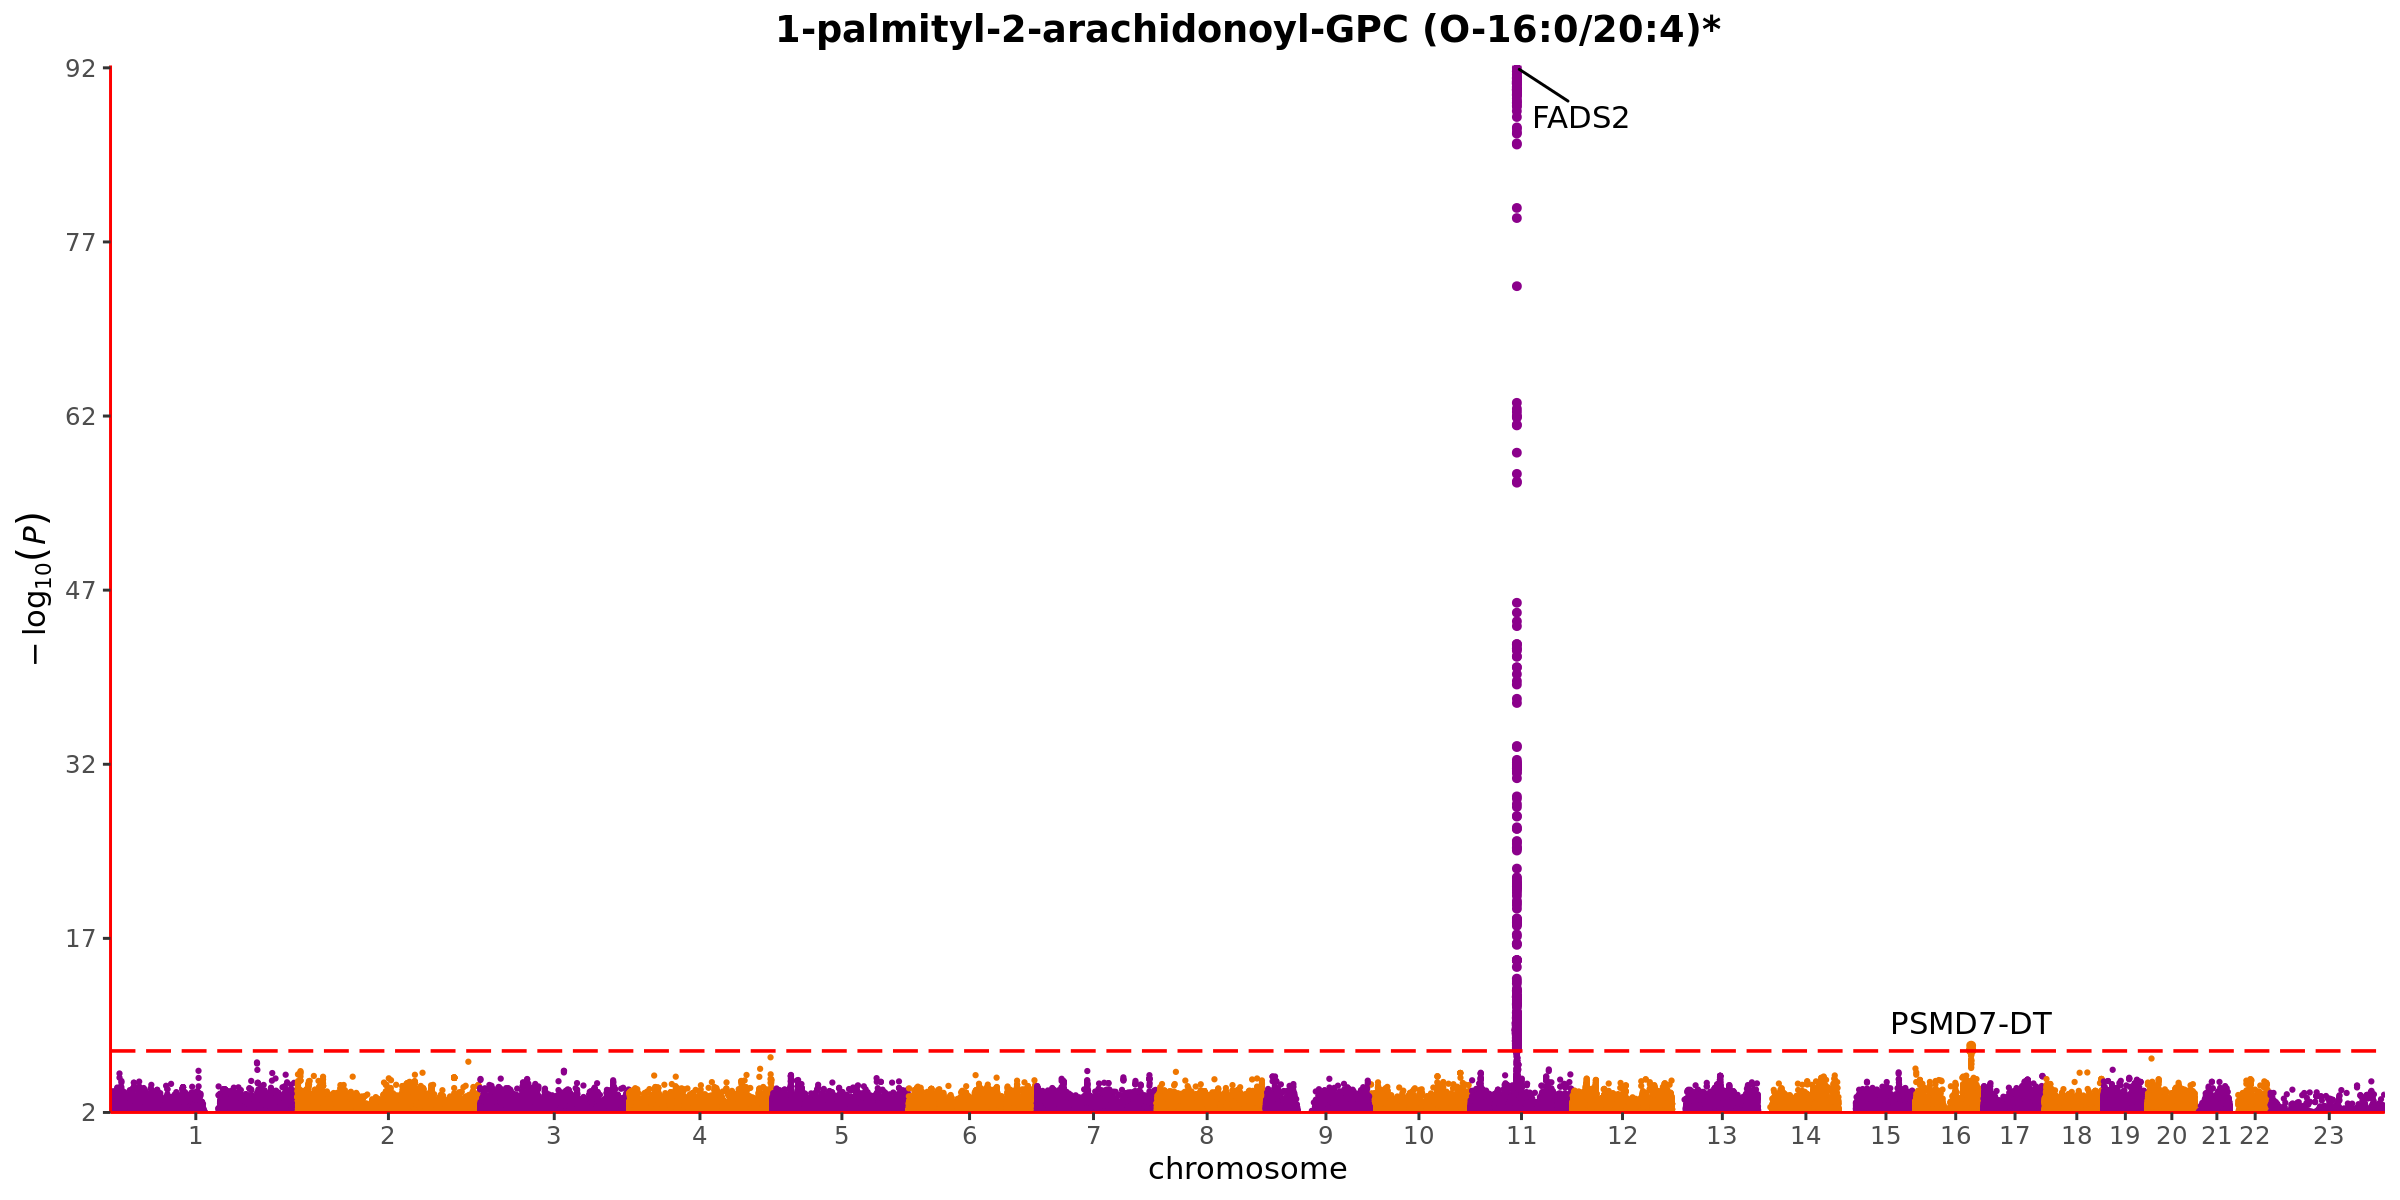 1-palmityl-2-arachidonoyl-GPC (O-16:0/20:4)*
92
77
62
47
32
17
2
− log10(P)
FADS2
PSMD7-DT
1 2 3 4 5 6 7 8 9 10 11 12 13 14 15 16 17 18 19 20 21 22 23
chromosome